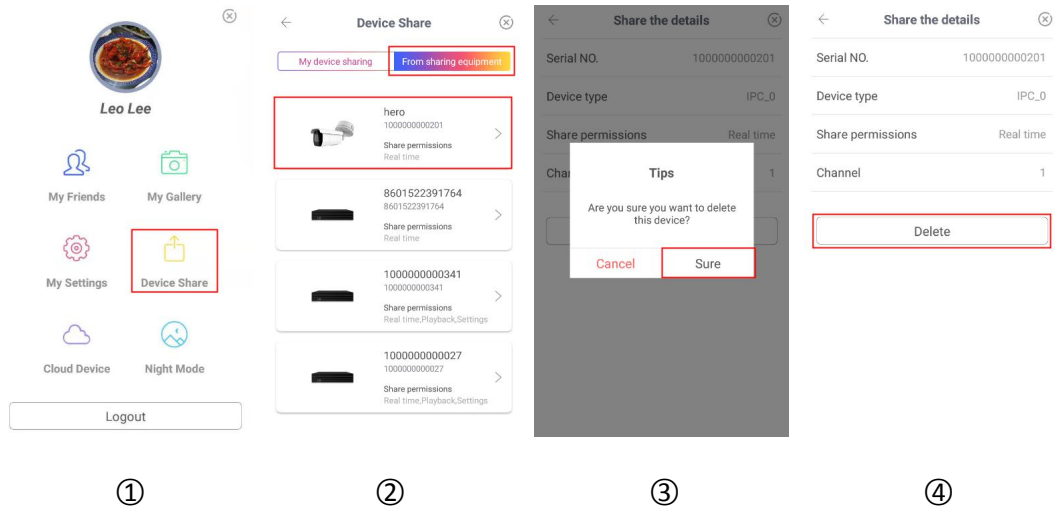 Leo Lee
My Friends
My Gallery
My Settings
Device Share
Cloud Device
Night Mode
Logout
①
Device Share
My device sharing
From sharing equipment
hero
1000000000201
Share permissions
Real time
8601522391764
8601522391764
Share permissions
Real time
1000000000341
1000000000341
Share permissions
Real time,Playback,Settings
1000000000027
1000000000027
Share permissions
Real time,Playback,Settings
②
Share the details
Serial NO. 1000000000201
Device type IPC_0
Share permissions Real time
Chan 1
Tips
Are you sure you want to delete
this device?
Cancel
Sure
③
Share the details
Serial NO. 1000000000201
Device type IPC_0
Share permissions Real time
Channel 1
Delete
④